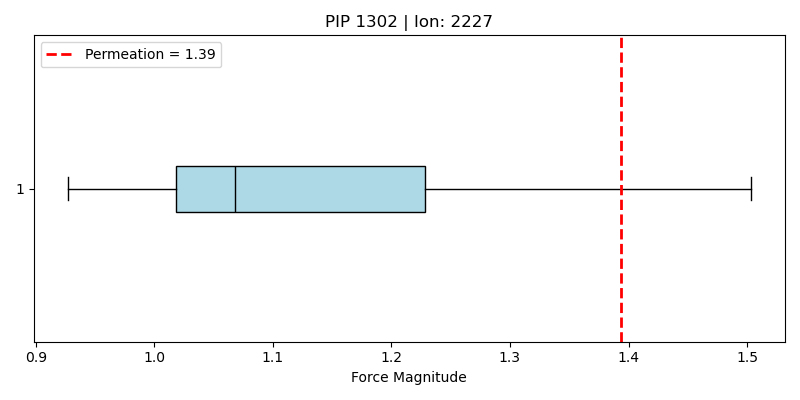 PIP 1302 | Ion: 2227
Permeation = 1.39
1
0.9 1.0 1.1 1.2 1.3 1.4 1.5
Force Magnitude